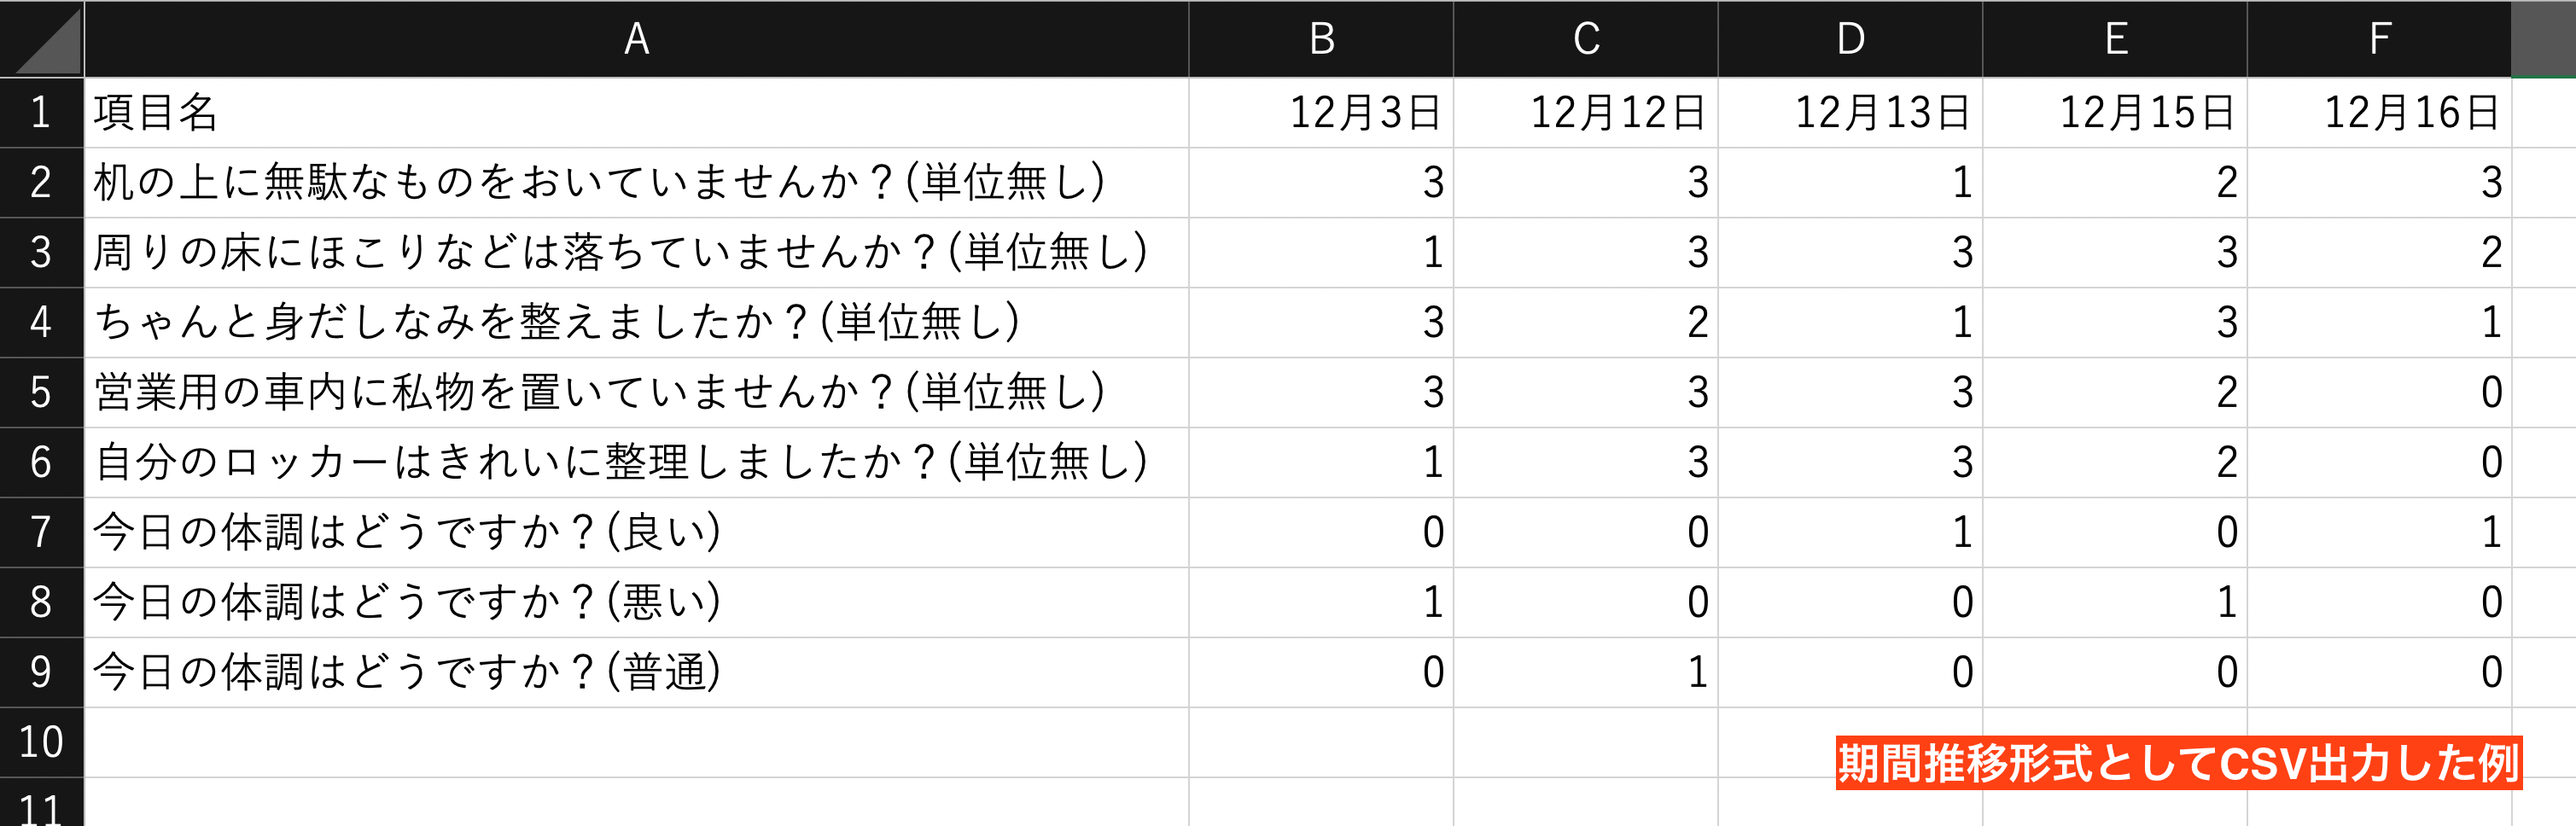 A B C D E F
1 項目名 12月3日 12月12日 12月13日 12月15日 12月16日
2 机の上に無駄なものをおいていませんか？(単位無し) 3 3 1 2 3
3 周りの床にほこりなどは落ちていませんか？(単位無し) 1 3 3 3 2
4 ちゃんと身だしなみを整えましたか？(単位無し) 3 2 1 3 1
5 営業用の車内に私物を置いていませんか？(単位無し) 3 3 3 2 0
6 自分のロッカーはきれいに整理しましたか？(単位無し) 1 3 3 2 0
7 今日の体調はどうですか？(良い) 0 0 1 0 1
8 今日の体調はどうですか？(悪い) 1 0 0 1 0
9 今日の体調はどうですか？(普通) 0 1 0 0 0
10
期間推移形式としてCSV出力した例
11